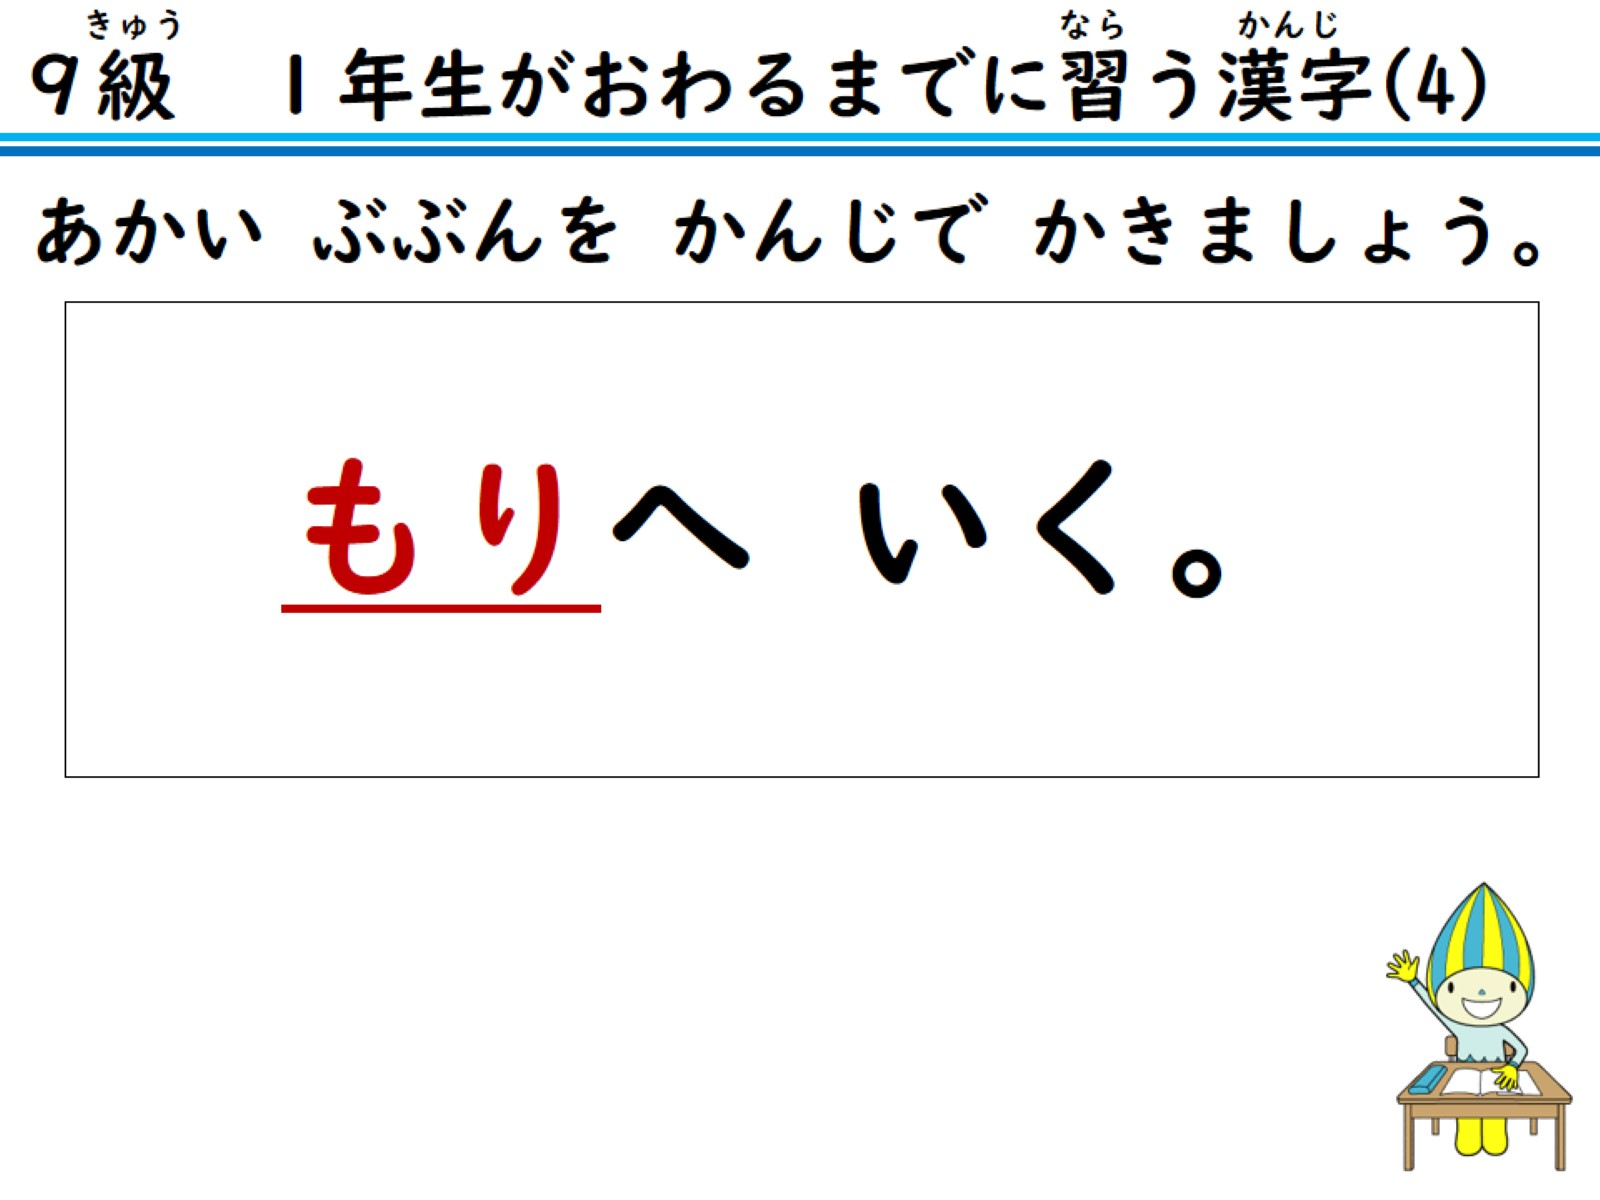 きゅう なら かんじ
9級 1年生がおわるまでに習う漢字(4)
あかい ぶぶんを かんじで かきましょう。
もりへ いく。